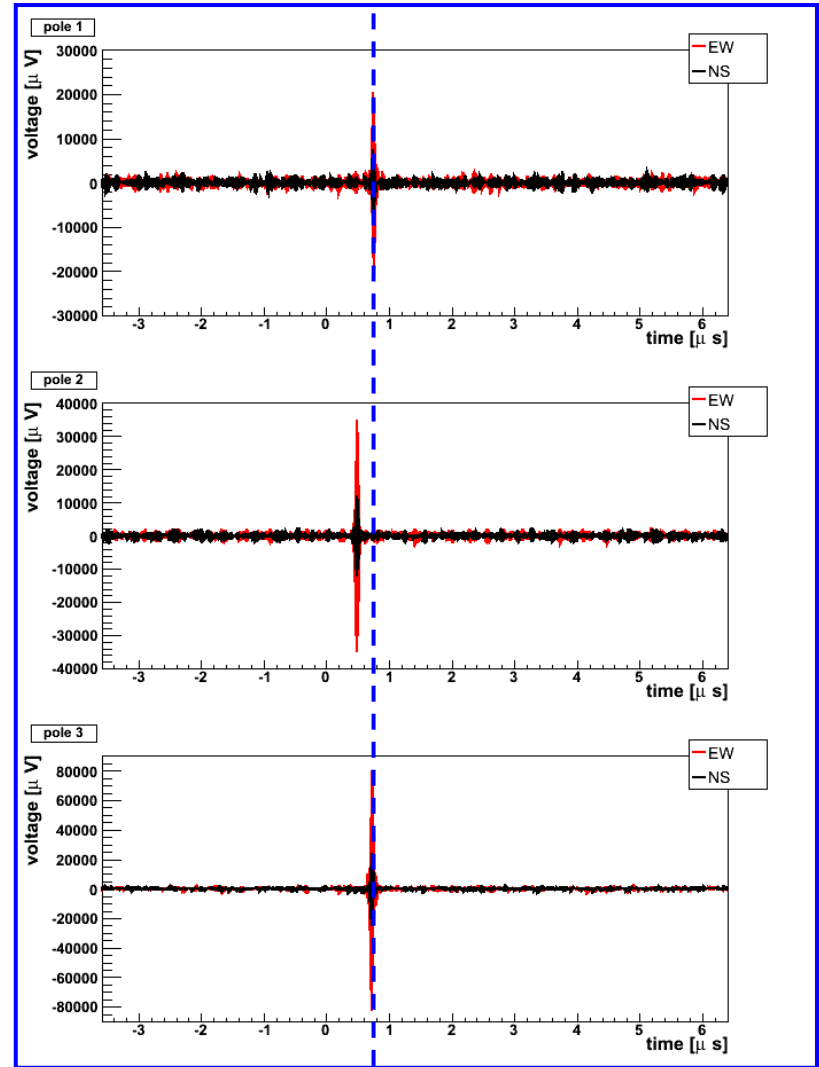 pole 1
voltage [μ V]
30000
20000
10000
0
-10000
-20000
-30000
-3 -2 -1 0 1 2 3 4 5 6
time [μ s]
EW
NS
pole 2
voltage [μ V]
40000
30000
20000
10000
0
-10000
-20000
-30000
-40000
-3 -2 -1 0 1 2 3 4 5 6
time [μ s]
EW
NS
pole 3
voltage [μ V]
80000
60000
40000
20000
0
-20000
-40000
-60000
-80000
-3 -2 -1 0 1 2 3 4 5 6
time [μ s]
EW
NS